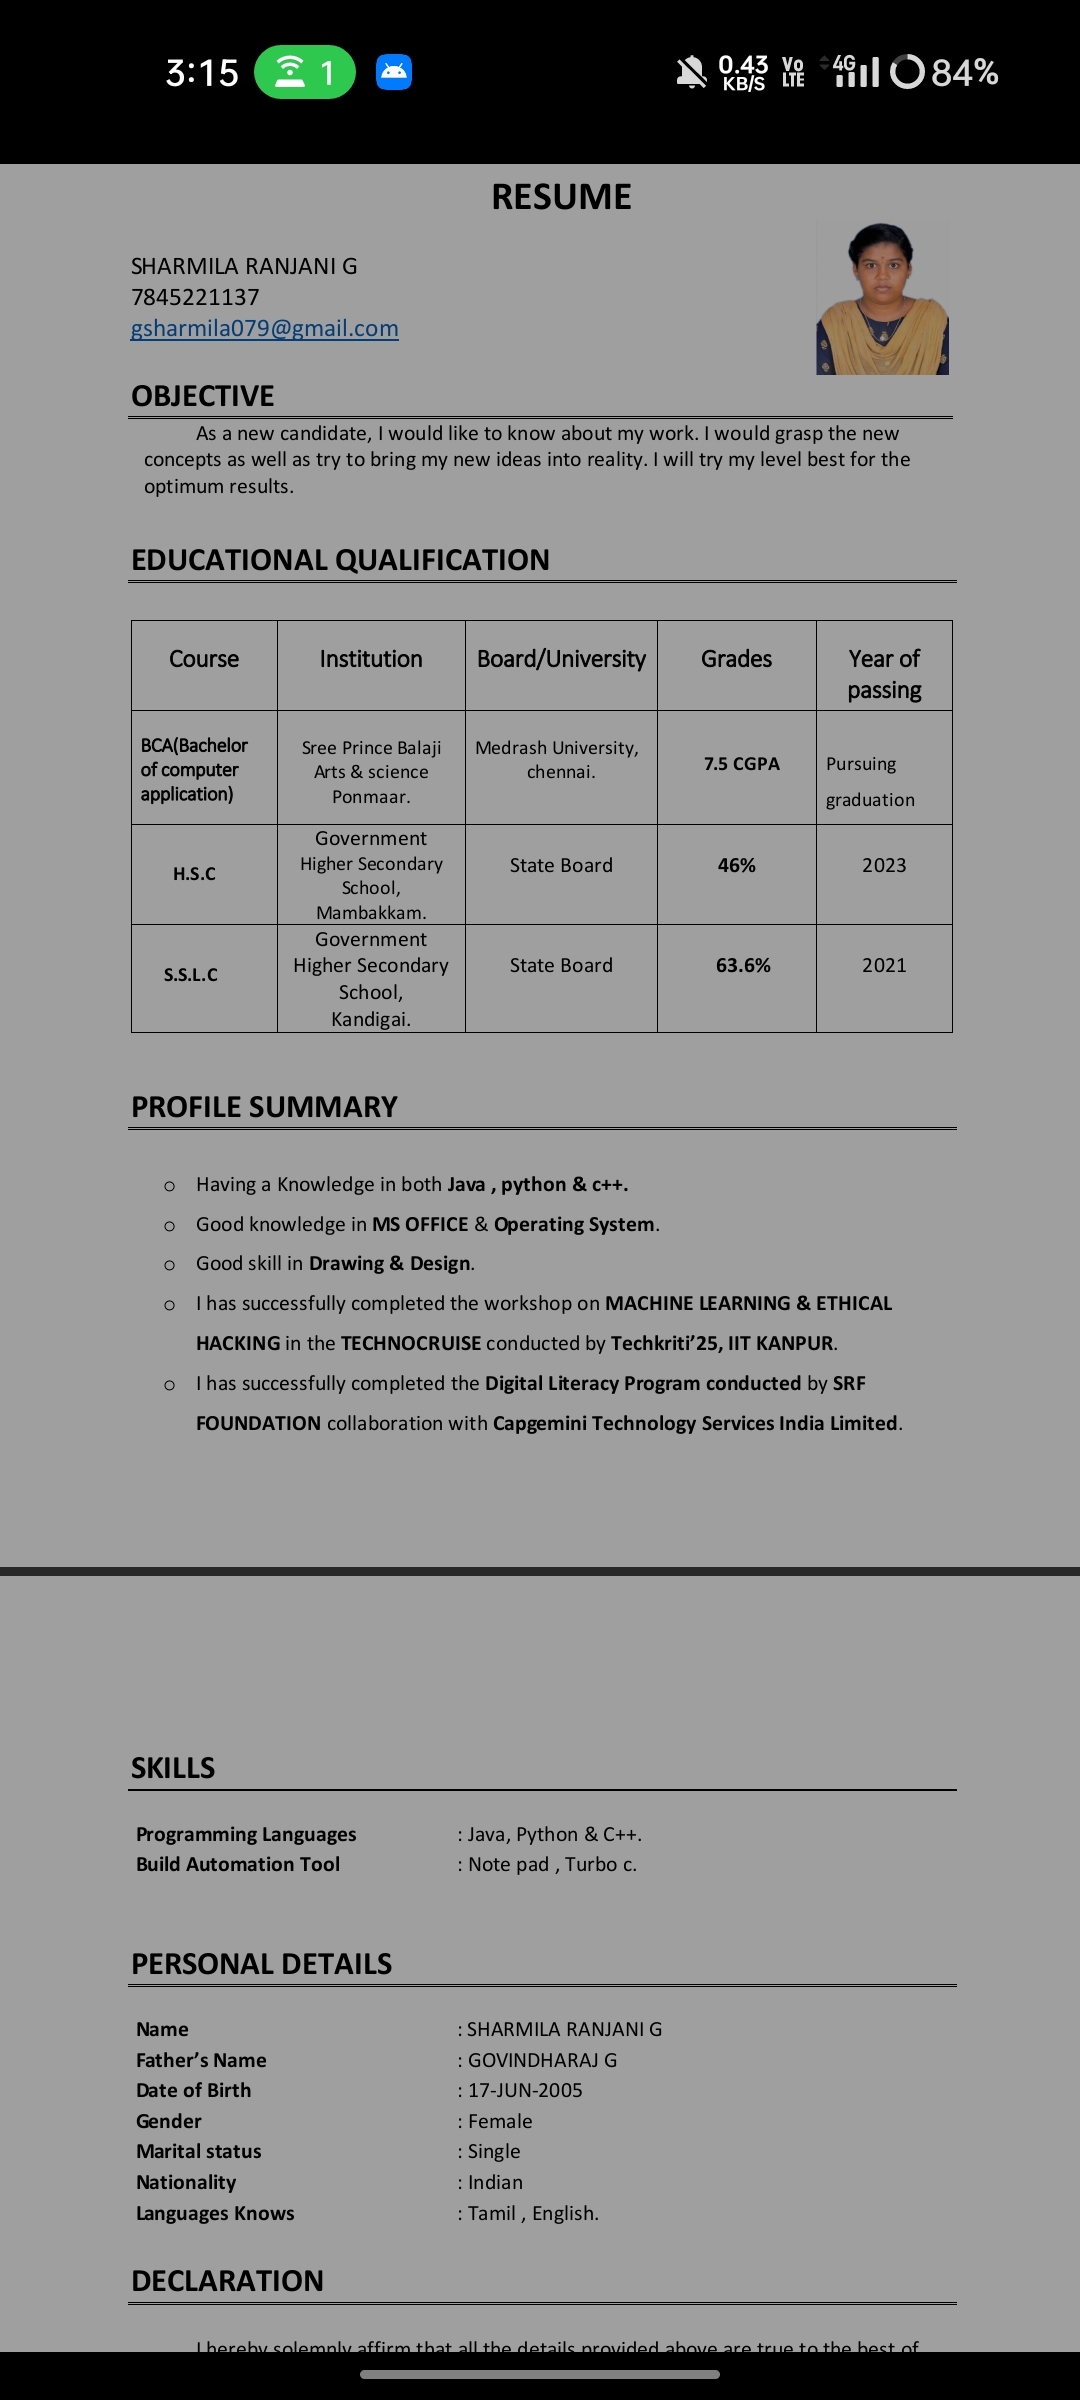 3:15 1 0.43 KB/S Vo LTE 4G 84%
RESUME
SHARMILA RANJANI G
7845221137
gsharmila079@gmail.com
OBJECTIVE
As a new candidate, I would like to know about my work. I would grasp the new
concepts as well as try to bring my new ideas into reality. I will try my level best for the
optimum results.
EDUCATIONAL QUALIFICATION
Course Institution Board/University Grades Year of
passing
BCA(Bachelor
of computer
application)
Sree Prince Balaji
Arts & science
Ponmaar.
Medrash University,
chennai.
7.5 CGPA
Pursuing
graduation
H.S.C
Government
Higher Secondary
School,
Mambakkam.
State Board
46%
2023
S.S.L.C
Government
Higher Secondary
School,
Kandigai.
State Board
63.6%
2021
PROFILE SUMMARY
o Having a Knowledge in both Java , python & c++.
o Good knowledge in MS OFFICE & Operating System.
o Good skill in Drawing & Design.
o I has successfully completed the workshop on MACHINE LEARNING & ETHICAL
HACKING in the TECHNOCRUISE conducted by Techkriti’25, IIT KANPUR.
o I has successfully completed the Digital Literacy Program conducted by SRF
FOUNDATION collaboration with Capgemini Technology Services India Limited.
SKILLS
Programming Languages : Java, Python & C++.
Build Automation Tool : Note pad , Turbo c.
PERSONAL DETAILS
Name : SHARMILA RANJANI G
Father’s Name : GOVINDHARAJ G
Date of Birth : 17-JUN-2005
Gender : Female
Marital status : Single
Nationality : Indian
Languages Knows : Tamil , English.
DECLARATION
I hereby solemnly affirm that all the details provided above are true to the best of